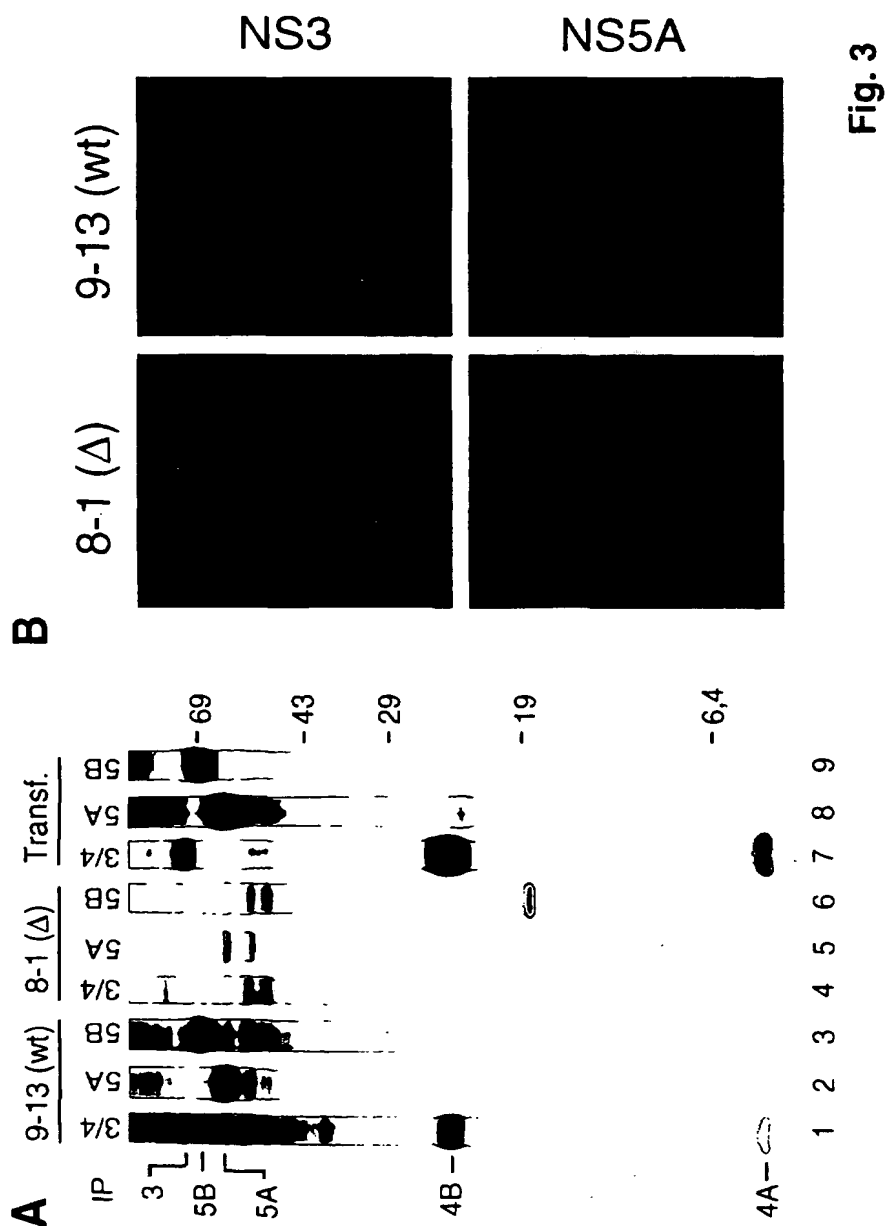 A
9-13 (wt) 8-1 (Δ) Transf.
IP 3/4 5A 5B 3/4 5A 5B 3/4 5A 5B
3
5B
5A
4B
4A
-69
-43
-29
-19
-6,4
1 2 3 4 5 6 7 8 9
B
8-1 (Δ) 9-13 (wt)
NS3
NS5A
Fig. 3